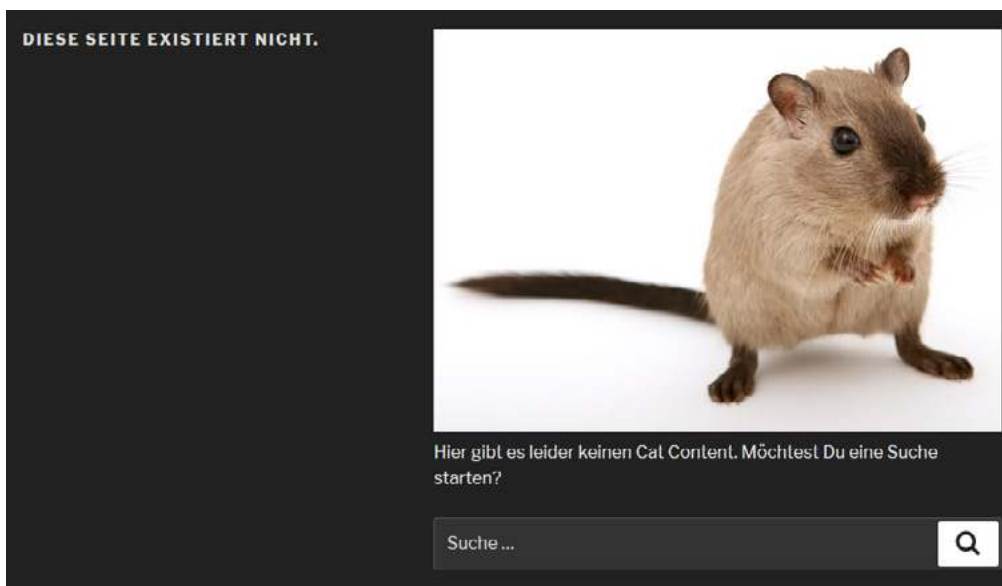 DIESE SEITE EXISTIERT NICHT.
Hier gibt es leider keinen Cat Content. Möchtest Du eine Suche
starten?
Suche ...